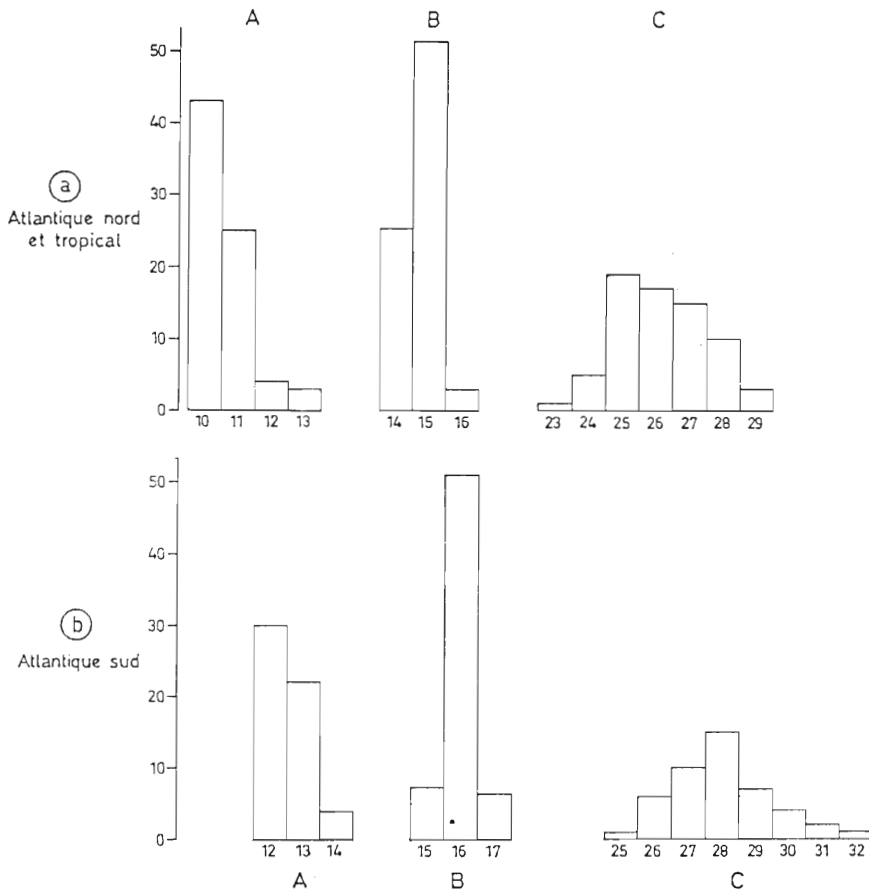 A B C
50
40
30
20
10
0
a
Atlantique nord
et tropical
10 11 12 13 14 15 16 23 24 25 26 27 28 29
50
40
30
20
10
0
b
Atlantique sud
12 13 14 15 16 17 25 26 27 28 29 30 31 32
A B C